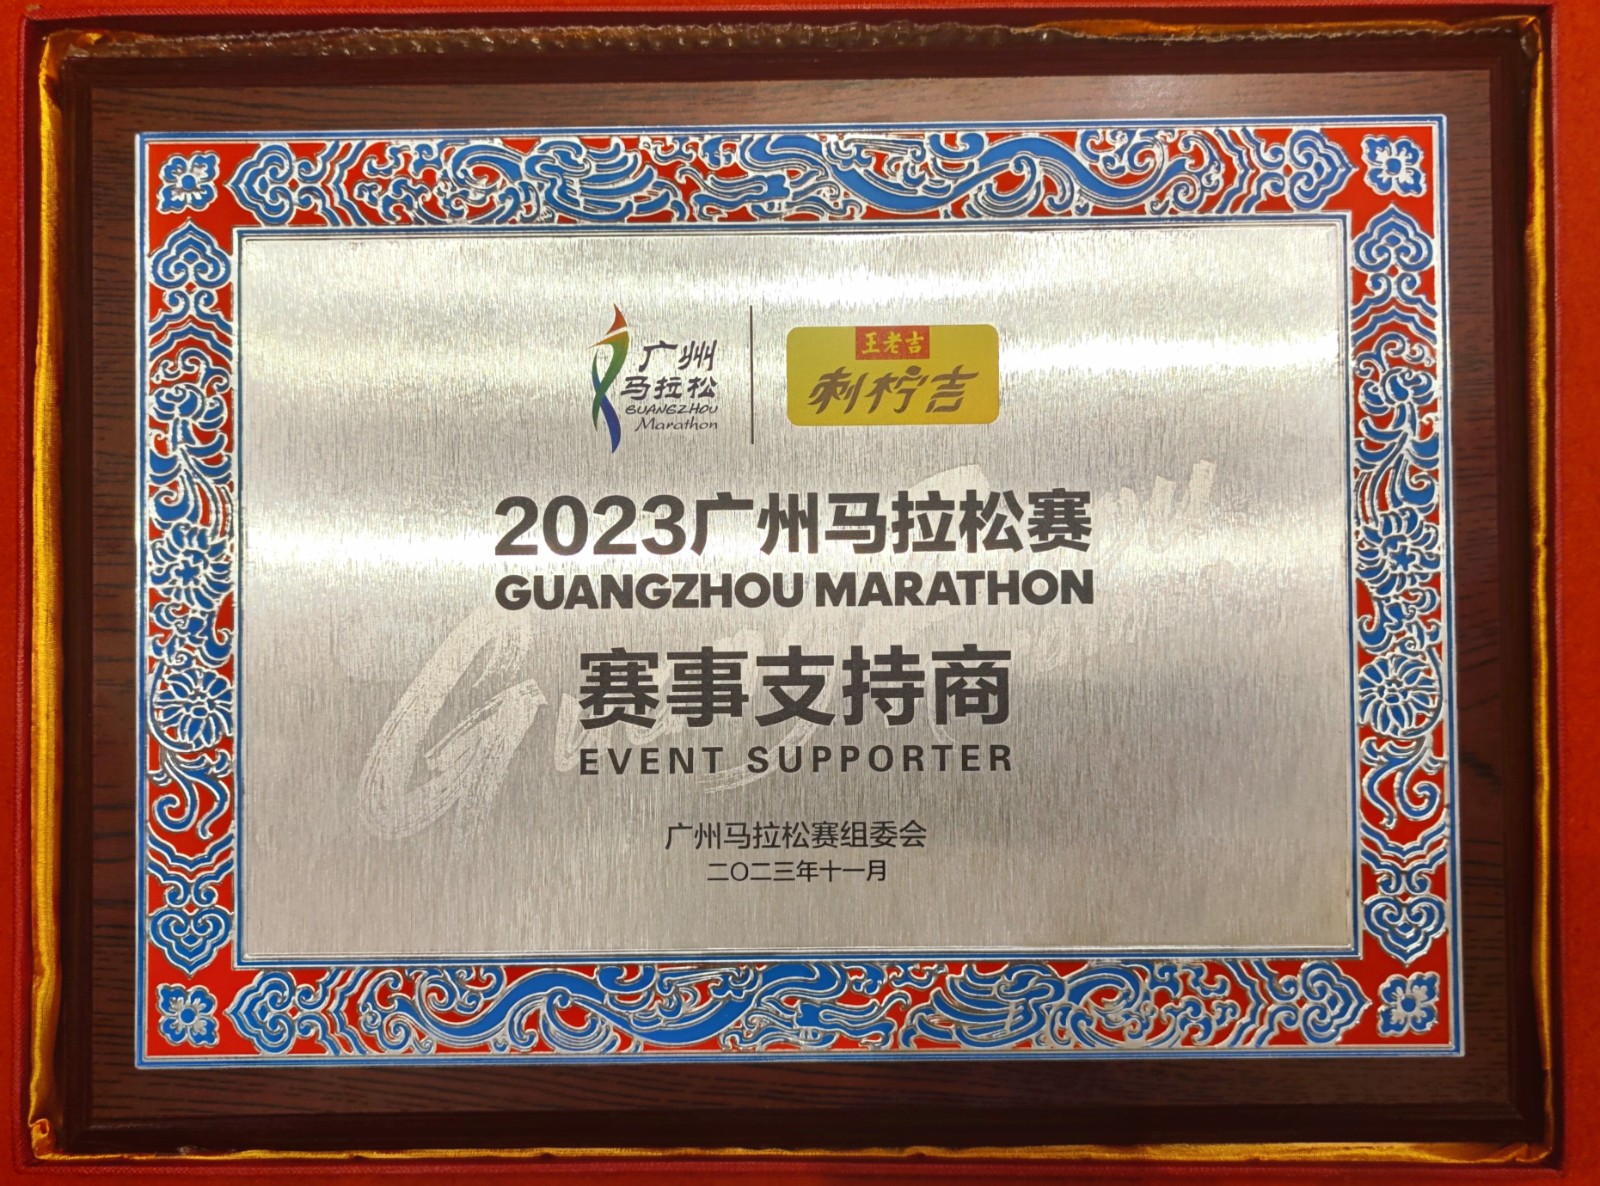 广州
马拉松
GUANGZHOU
Marathon
王老吉
刺柠吉
2023广州马拉松赛
GUANGZHOU MARATHON
赛事支持商
EVENT SUPPORTER
广州马拉松赛组委会
二〇二三年十一月